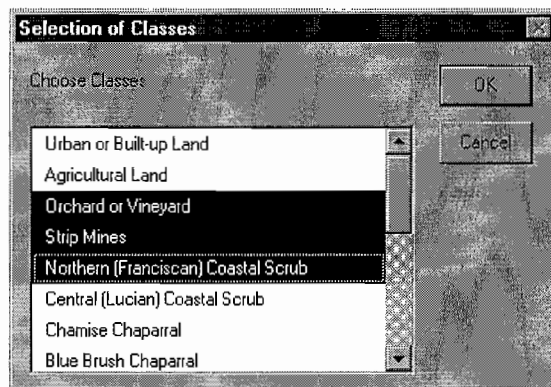 Selection of Classes
Choose Classes
OK
Cancel
Urban or Built-up Land
Agricultural Land
Orchard or Vineyard
Strip Mines
Northern (Franciscan) Coastal Scrub
Central (Lucian) Coastal Scrub
Chamise Chaparral
Blue Brush Chaparral